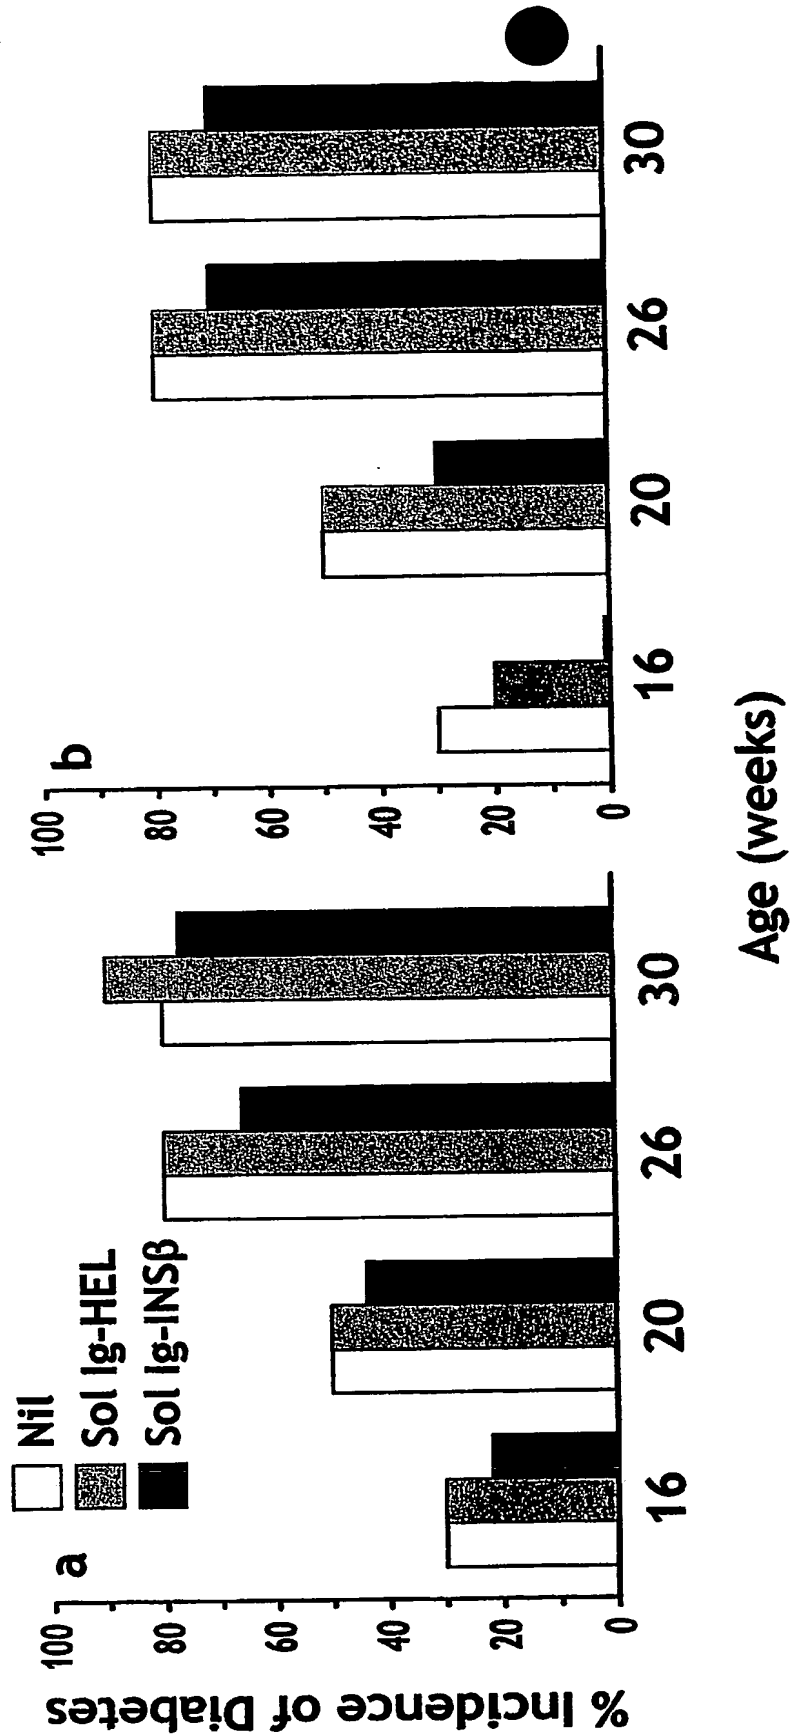 % Incidence of Diabetes
a
Nil
Sol Ig-HEL
Sol Ig-INSβ
100
80
60
40
20
0
16
20
26
30
b
100
80
60
40
20
0
16
20
26
30
Age (weeks)